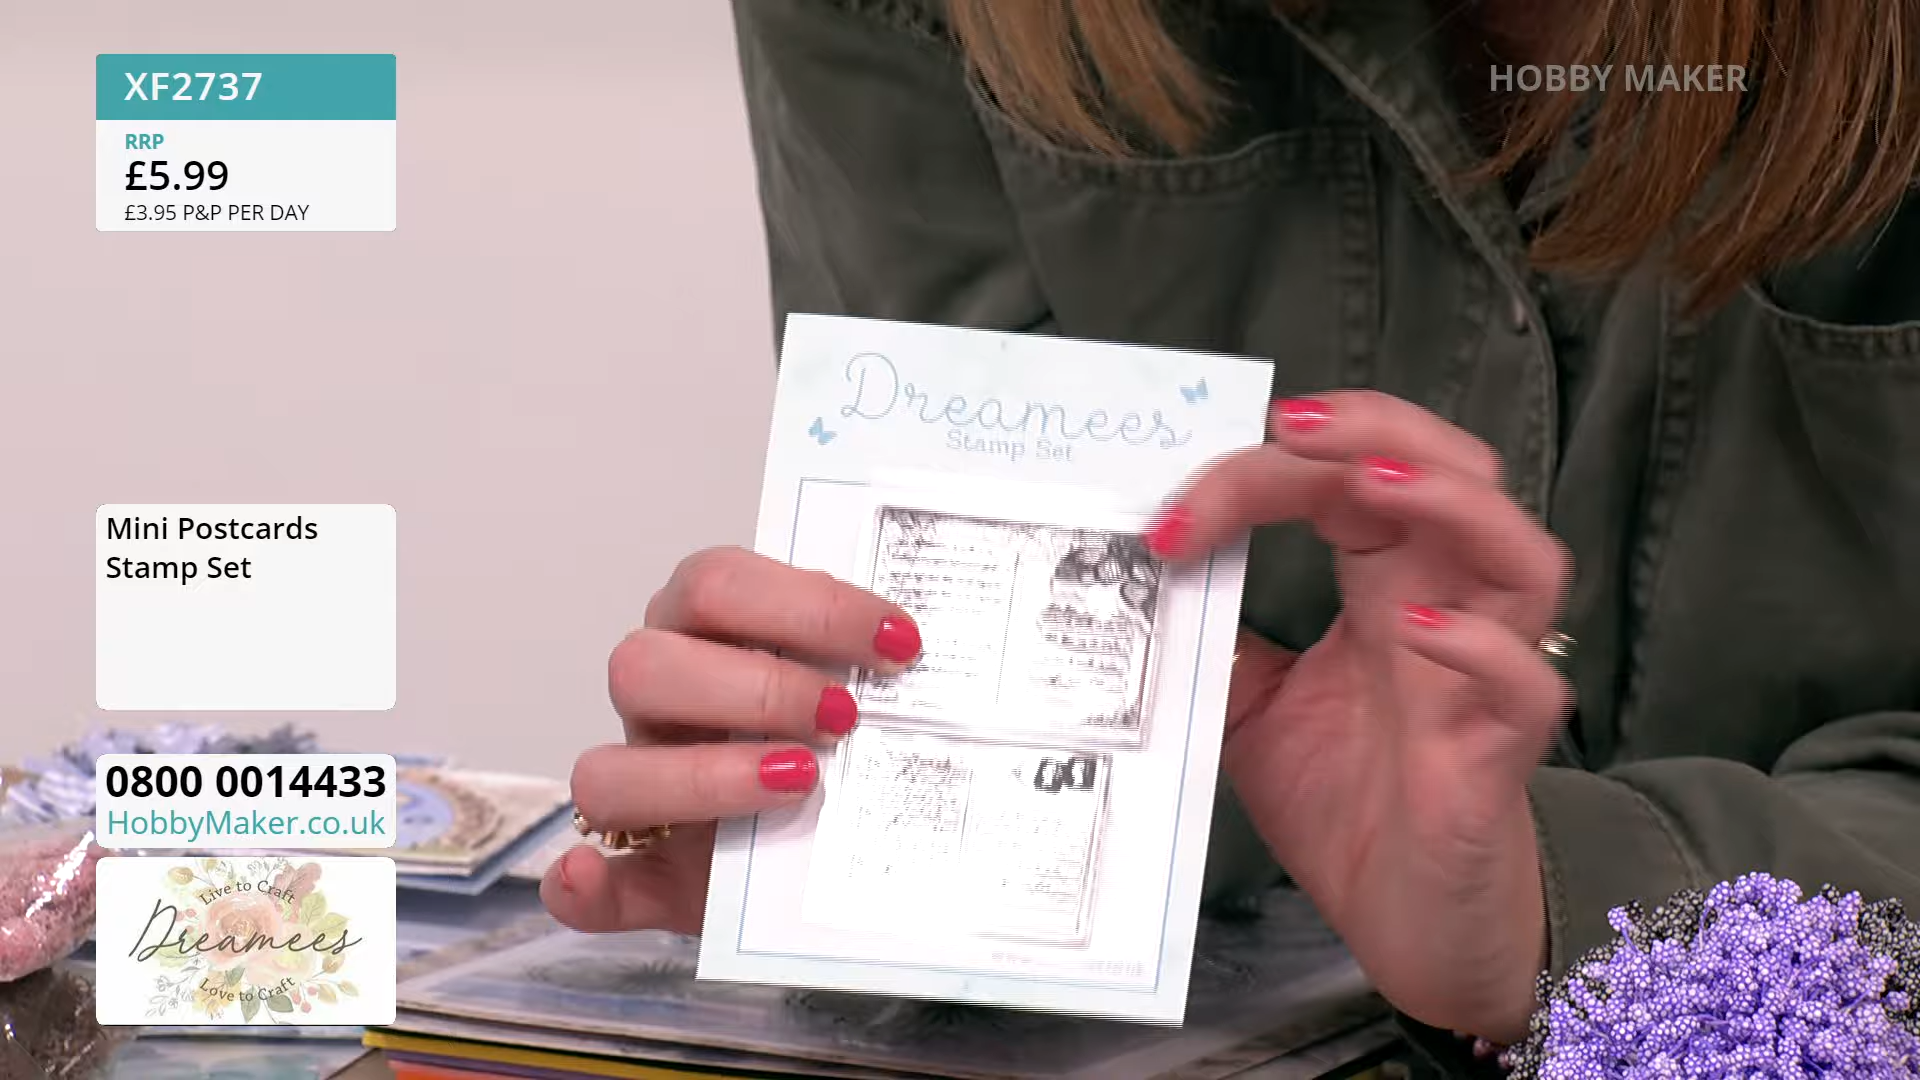 XF2737
RRP
£5.99
£3.95 P&P PER DAY
HOBBY MAKER
Dreamees
Stamp Set
Mini Postcards
Stamp Set
0800 0014433
HobbyMaker.co.uk
Live to Craft
Dreamees
Love to Craft